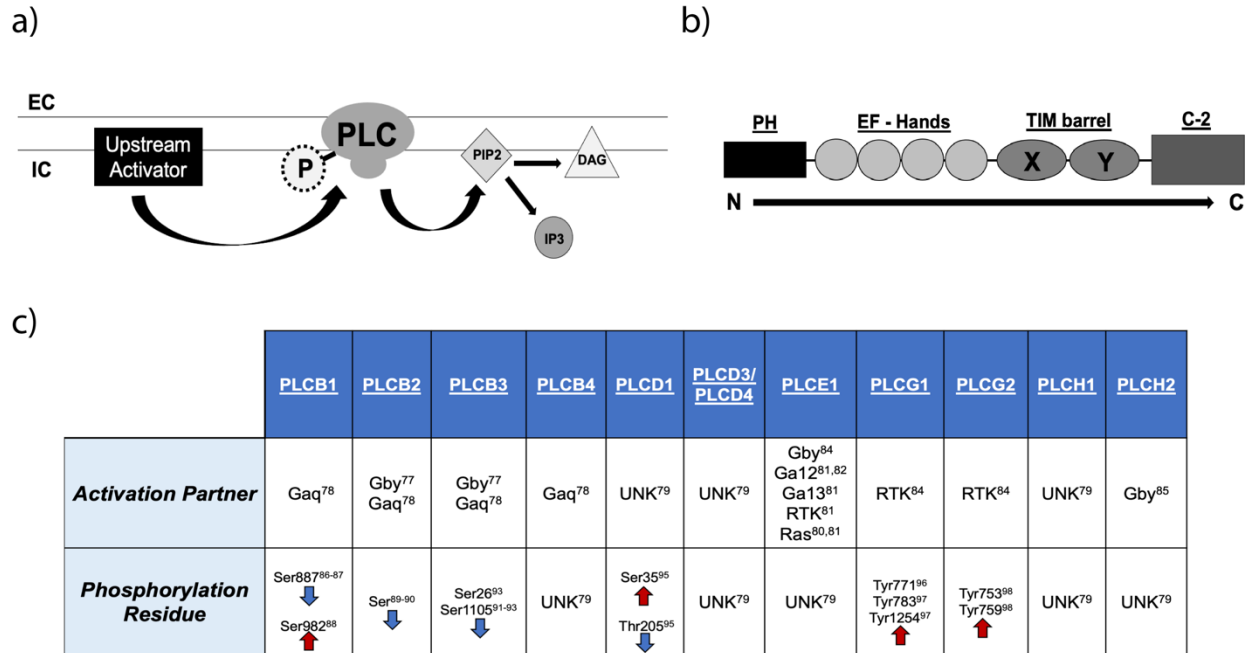 a)
EC
IC
Upstream
Activator
P
PLC
PIP2
DAG
IP3
b)
PH
EF - Hands
TIM barrel
C-2
X
Y
N
C
c)
PLCB1
PLCB2
PLCB3
PLCB4
PLCD1
PLCD3/
PLCD4
PLCE1
PLCG1
PLCG2
PLCH1
PLCH2
Activation Partner
Gaq78
Gby77
Gaq78
Gby77
Gaq78
Gaq78
UNK79
UNK79
Gby84
Ga1281,82
Ga1381
RTK81
Ras80,81
RTK84
RTK84
UNK79
Gby85
Phosphorylation
Residue
Ser88786-87
Ser98288
Ser89-90
Ser2693
Ser110591-93
UNK79
Ser3595
Thr20595
UNK79
UNK79
Tyr77196
Tyr78397
Tyr125497
Tyr75398
Tyr75998
UNK79
UNK79